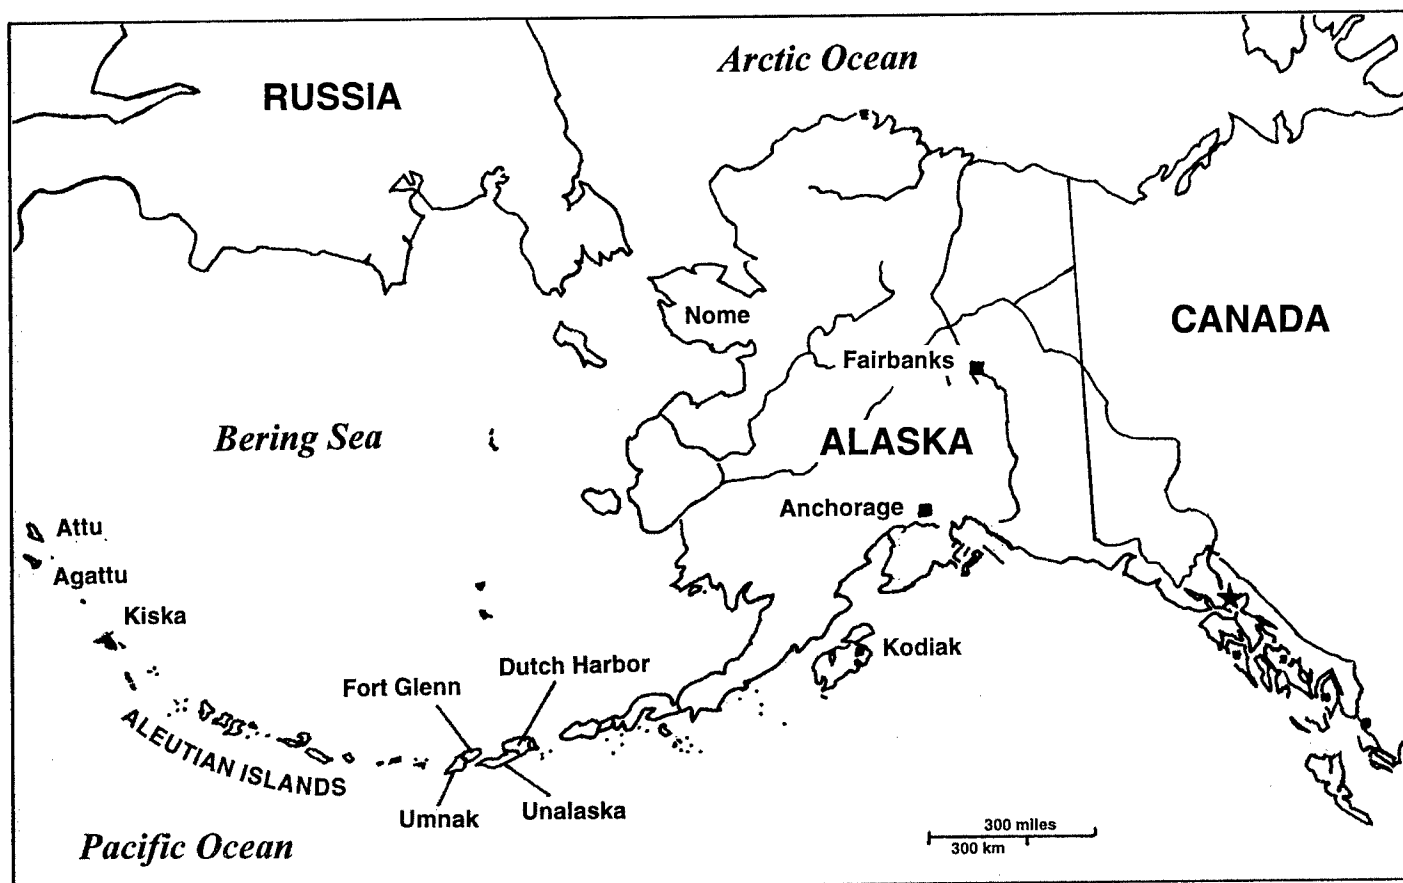 Arctic Ocean
RUSSIA
Nome
CANADA
Fairbanks
Bering Sea
ALASKA
Anchorage
Attu
Agattu
Kiska
Kodiak
Dutch Harbor
Fort Glenn
ALEUTIAN ISLANDS
Umnak
Unalaska
300 miles
300 km
Pacific Ocean